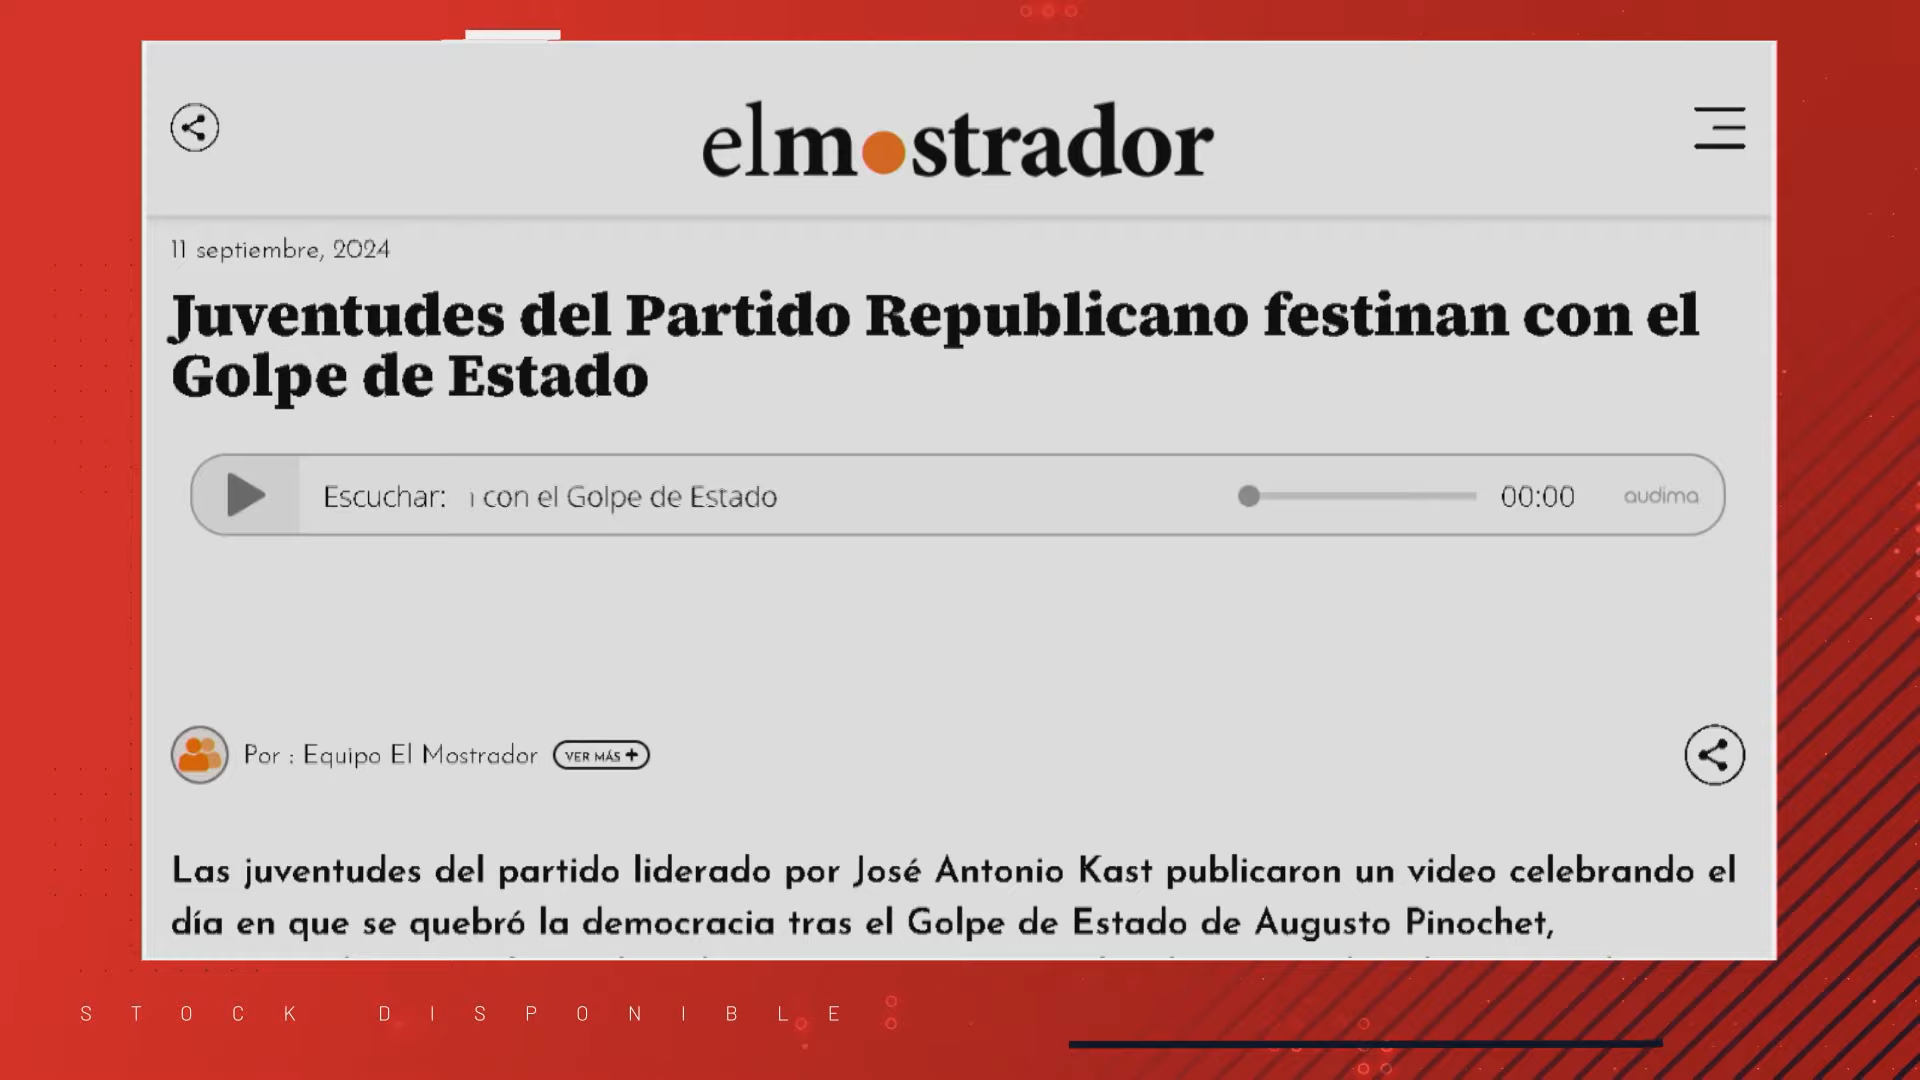 elmostrador
11 septiembre, 2024
Juventudes del Partido Republicano festinan con el
Golpe de Estado
Escuchar: con el Golpe de Estado 00:00 audima
Por : Equipo El Mostrador VER MÁS +
Las juventudes del partido liderado por José Antonio Kast publicaron un video celebrando el
día en que se quebró la democracia tras el Golpe de Estado de Augusto Pinochet,
STOCK DISPONIBLE